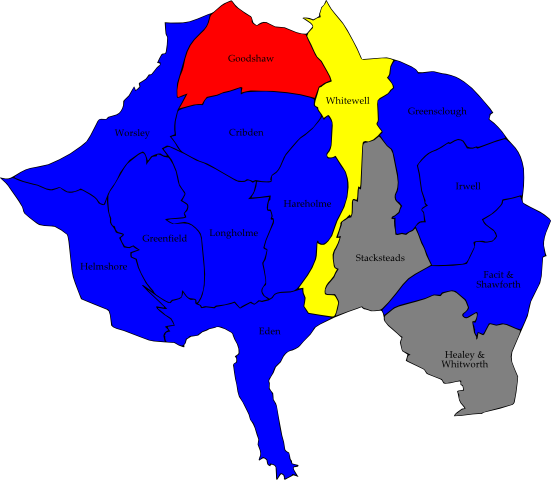 Goodshaw
Whitewell
Greensclough
Worsley
Cribden
Irwell
Hareholme
Longholme
Greenfield
Stacksteads
Helmshore
Facit &
Shawforth
Eden
Healey &
Whitworth